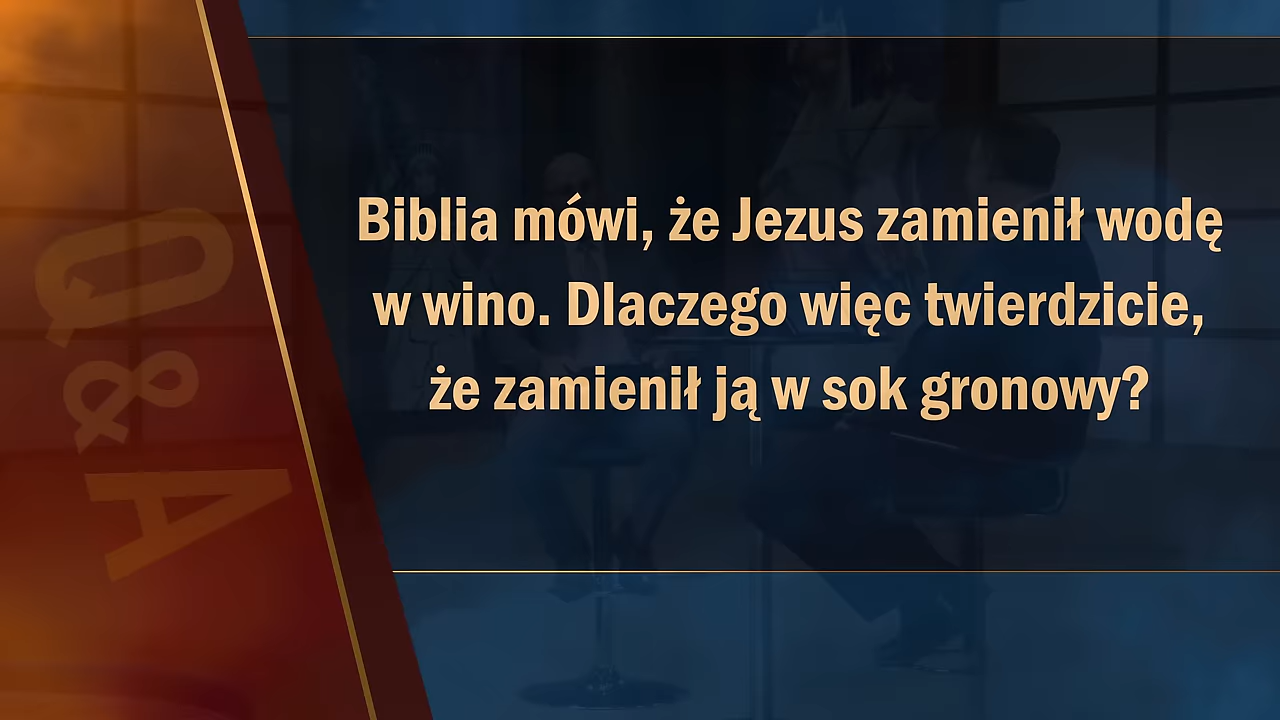 Q&A
Biblia mówi, że Jezus zamienił wodę
w wino. Dlaczego więc twierdzicie,
że zamienił ją w sok gronowy?